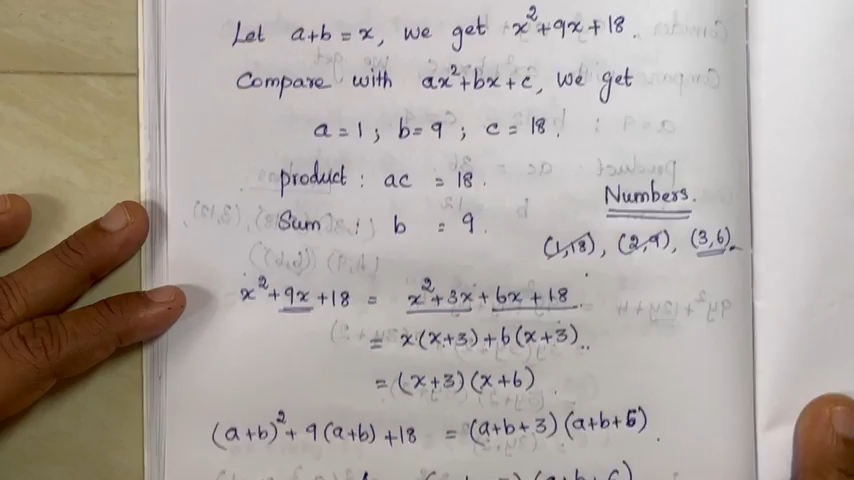 Let a+b = x, we get x²+9x+18.
Compare with ax²+bx+c, we get
a=1 ; b=9 ; c=18.
product : ac = 18.
Sum : b = 9.
Numbers.
(1,18), (2,9), (3,6).
x²+9x+18 = x²+3x+6x+18
= x(x+3)+6(x+3)
= (x+3)(x+6)
(a+b)²+9(a+b)+18 = (a+b+3)(a+b+6).